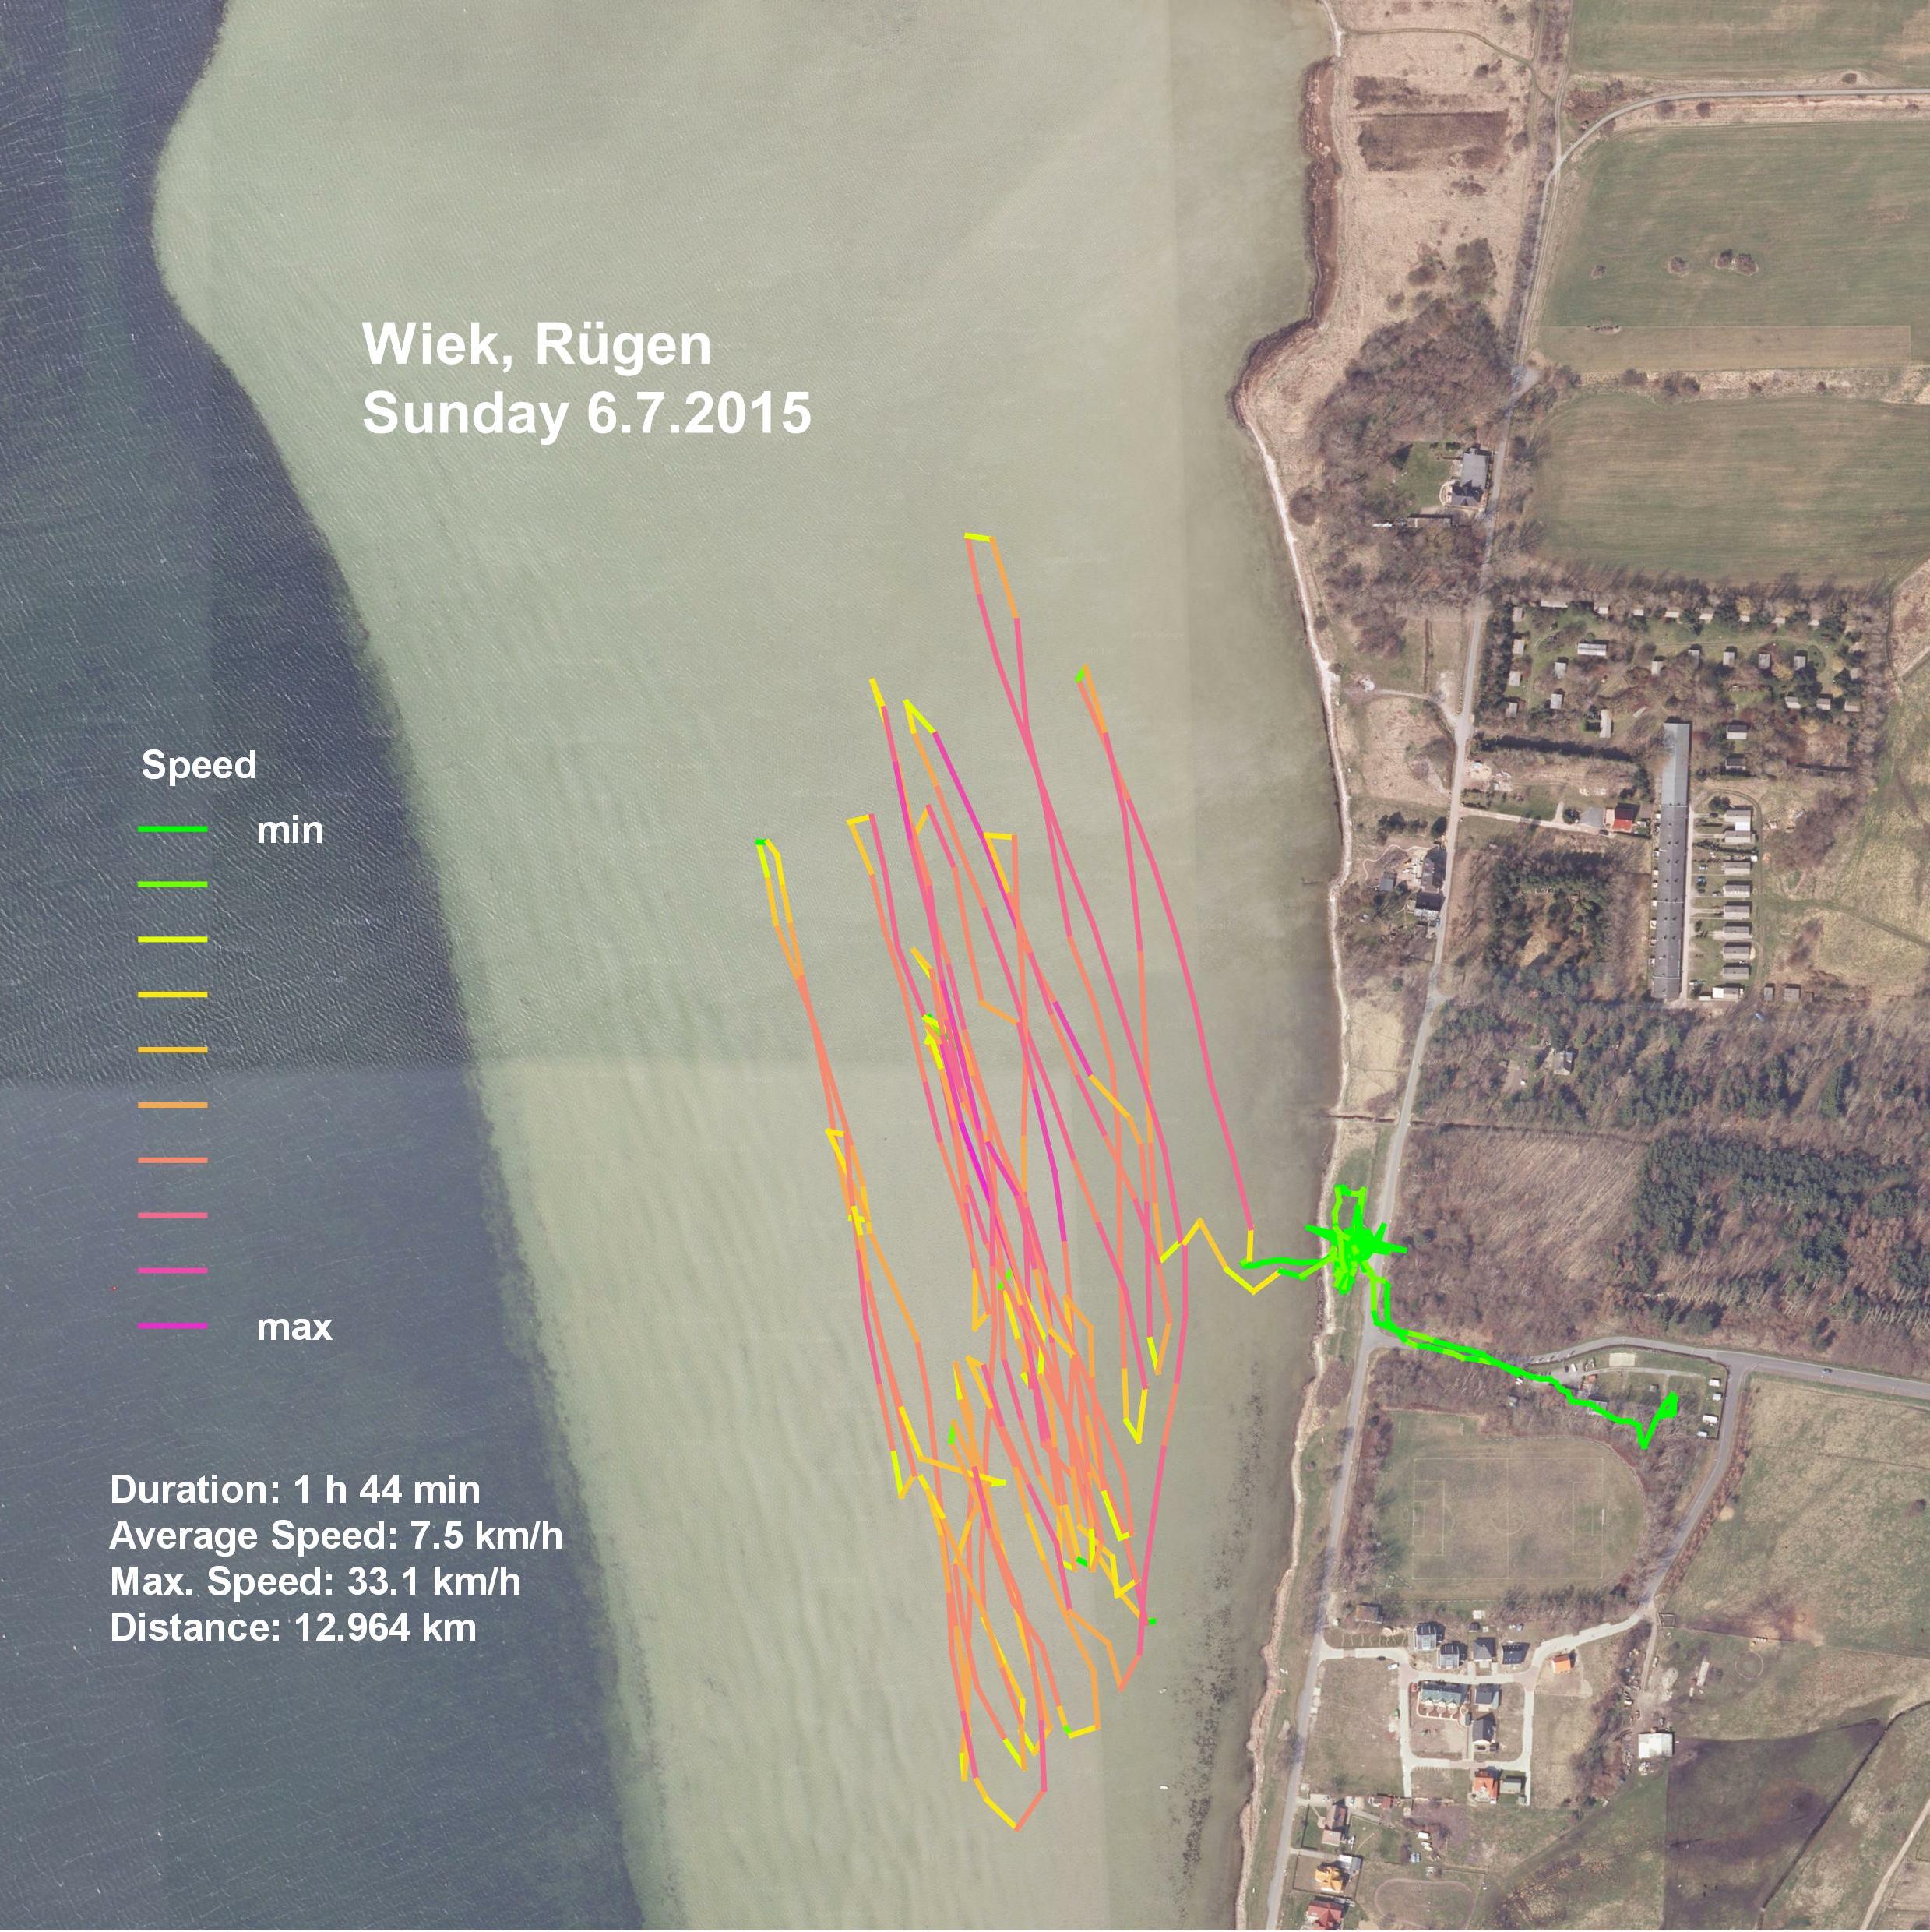 Wiek, Rügen
Sunday 6.7.2015
Speed
min
max
Duration: 1 h 44 min
Average Speed: 7.5 km/h
Max. Speed: 33.1 km/h
Distance: 12.964 km